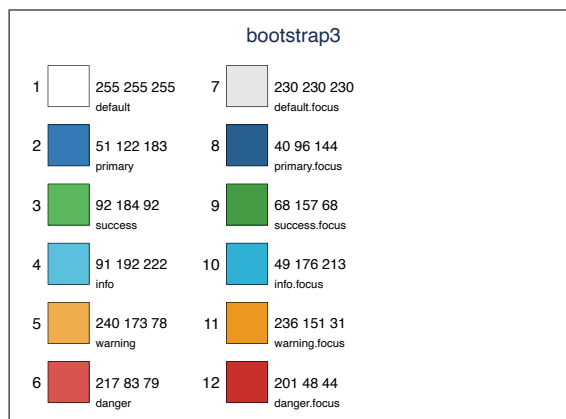 bootstrap3
1 255 255 255
default
2 51 122 183
primary
3 92 184 92
success
4 91 192 222
info
5 240 173 78
warning
6 217 83 79
danger
7 230 230 230
default.focus
8 40 96 144
primary.focus
9 68 157 68
success.focus
10 49 176 213
info.focus
11 236 151 31
warning.focus
12 201 48 44
danger.focus